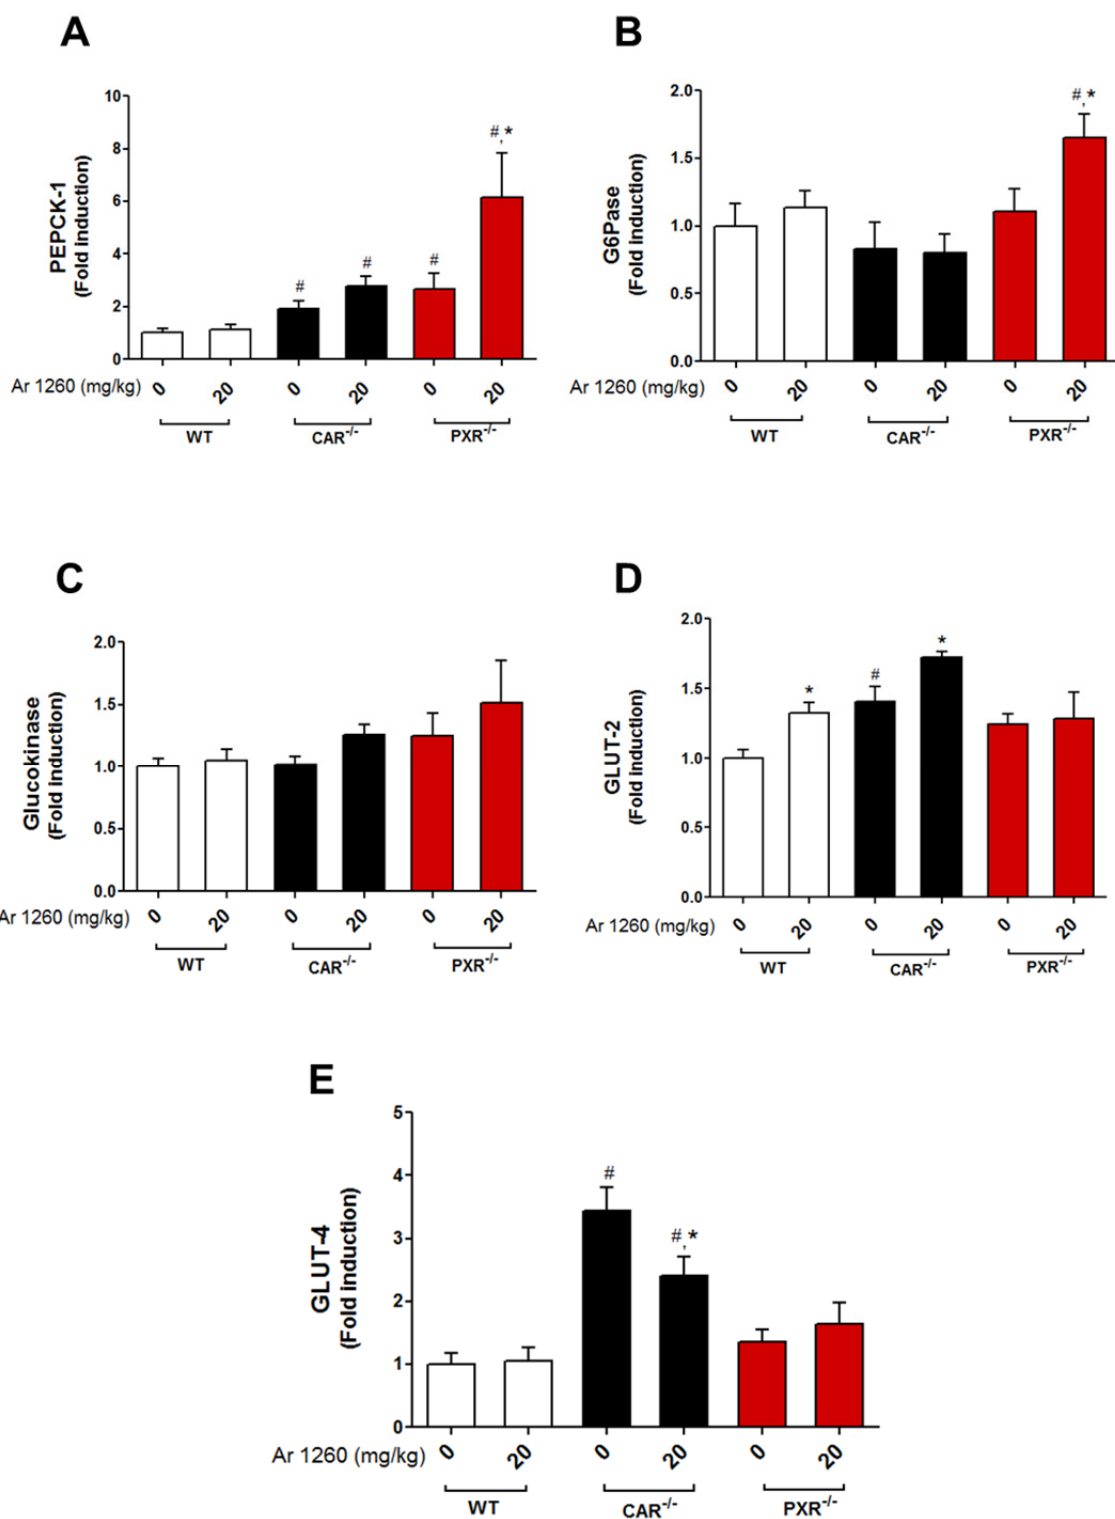 A
PEPCK-1
(Fold induction)
10
8
6
4
2
0
#
#
#
#,*
Ar 1260 (mg/kg) 0 20 0 20 0 20
WT CAR-/- PXR-/-
B
G6Pase
(Fold induction)
2.0
1.5
1.0
0.5
0.0
#,*
Ar 1260 (mg/kg) 0 20 0 20 0 20
WT CAR-/- PXR-/-
C
Glucokinase
(Fold induction)
2.0
1.5
1.0
0.5
0.0
Ar 1260 (mg/kg) 0 20 0 20 0 20
WT CAR-/- PXR-/-
D
GLUT-2
(Fold induction)
2.0
1.5
1.0
0.5
0.0
*
#
*
Ar 1260 (mg/kg) 0 20 0 20 0 20
WT CAR-/- PXR-/-
E
GLUT-4
(Fold induction)
5
4
3
2
1
0
#
#,*
Ar 1260 (mg/kg) 0 20 0 20 0 20
WT CAR-/- PXR-/-